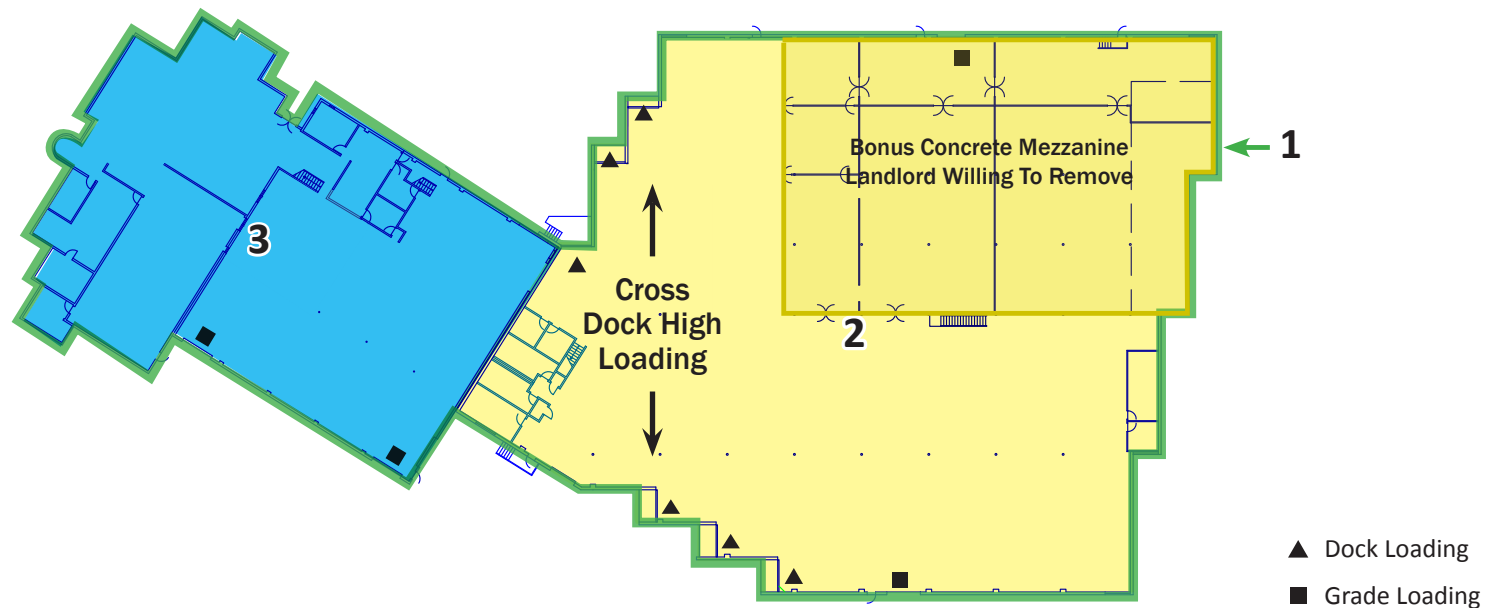 Bonus Concrete Mezzanine
Landlord Willing To Remove
1
3
Cross
Dock High
Loading
2
Dock Loading
Grade Loading